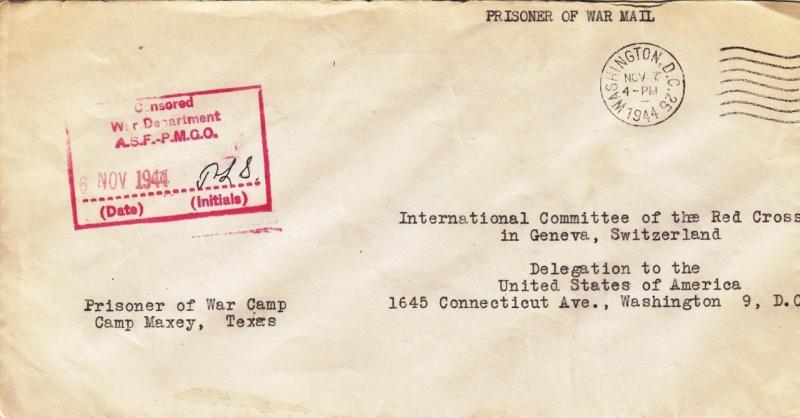 PRISONER OF WAR MAIL
WASHINGTON, D.C. 25
NOV 7
4-PM
1944
Censored
War Department
A.S.F.-P.M.G.O.
6 NOV 1944
(Date) (Initials)
International Committee of the Red Cross
in Geneva, Switzerland
Delegation to the
United States of America
1645 Connecticut Ave., Washington 9, D.C
Prisoner of War Camp
Camp Maxey, Texas